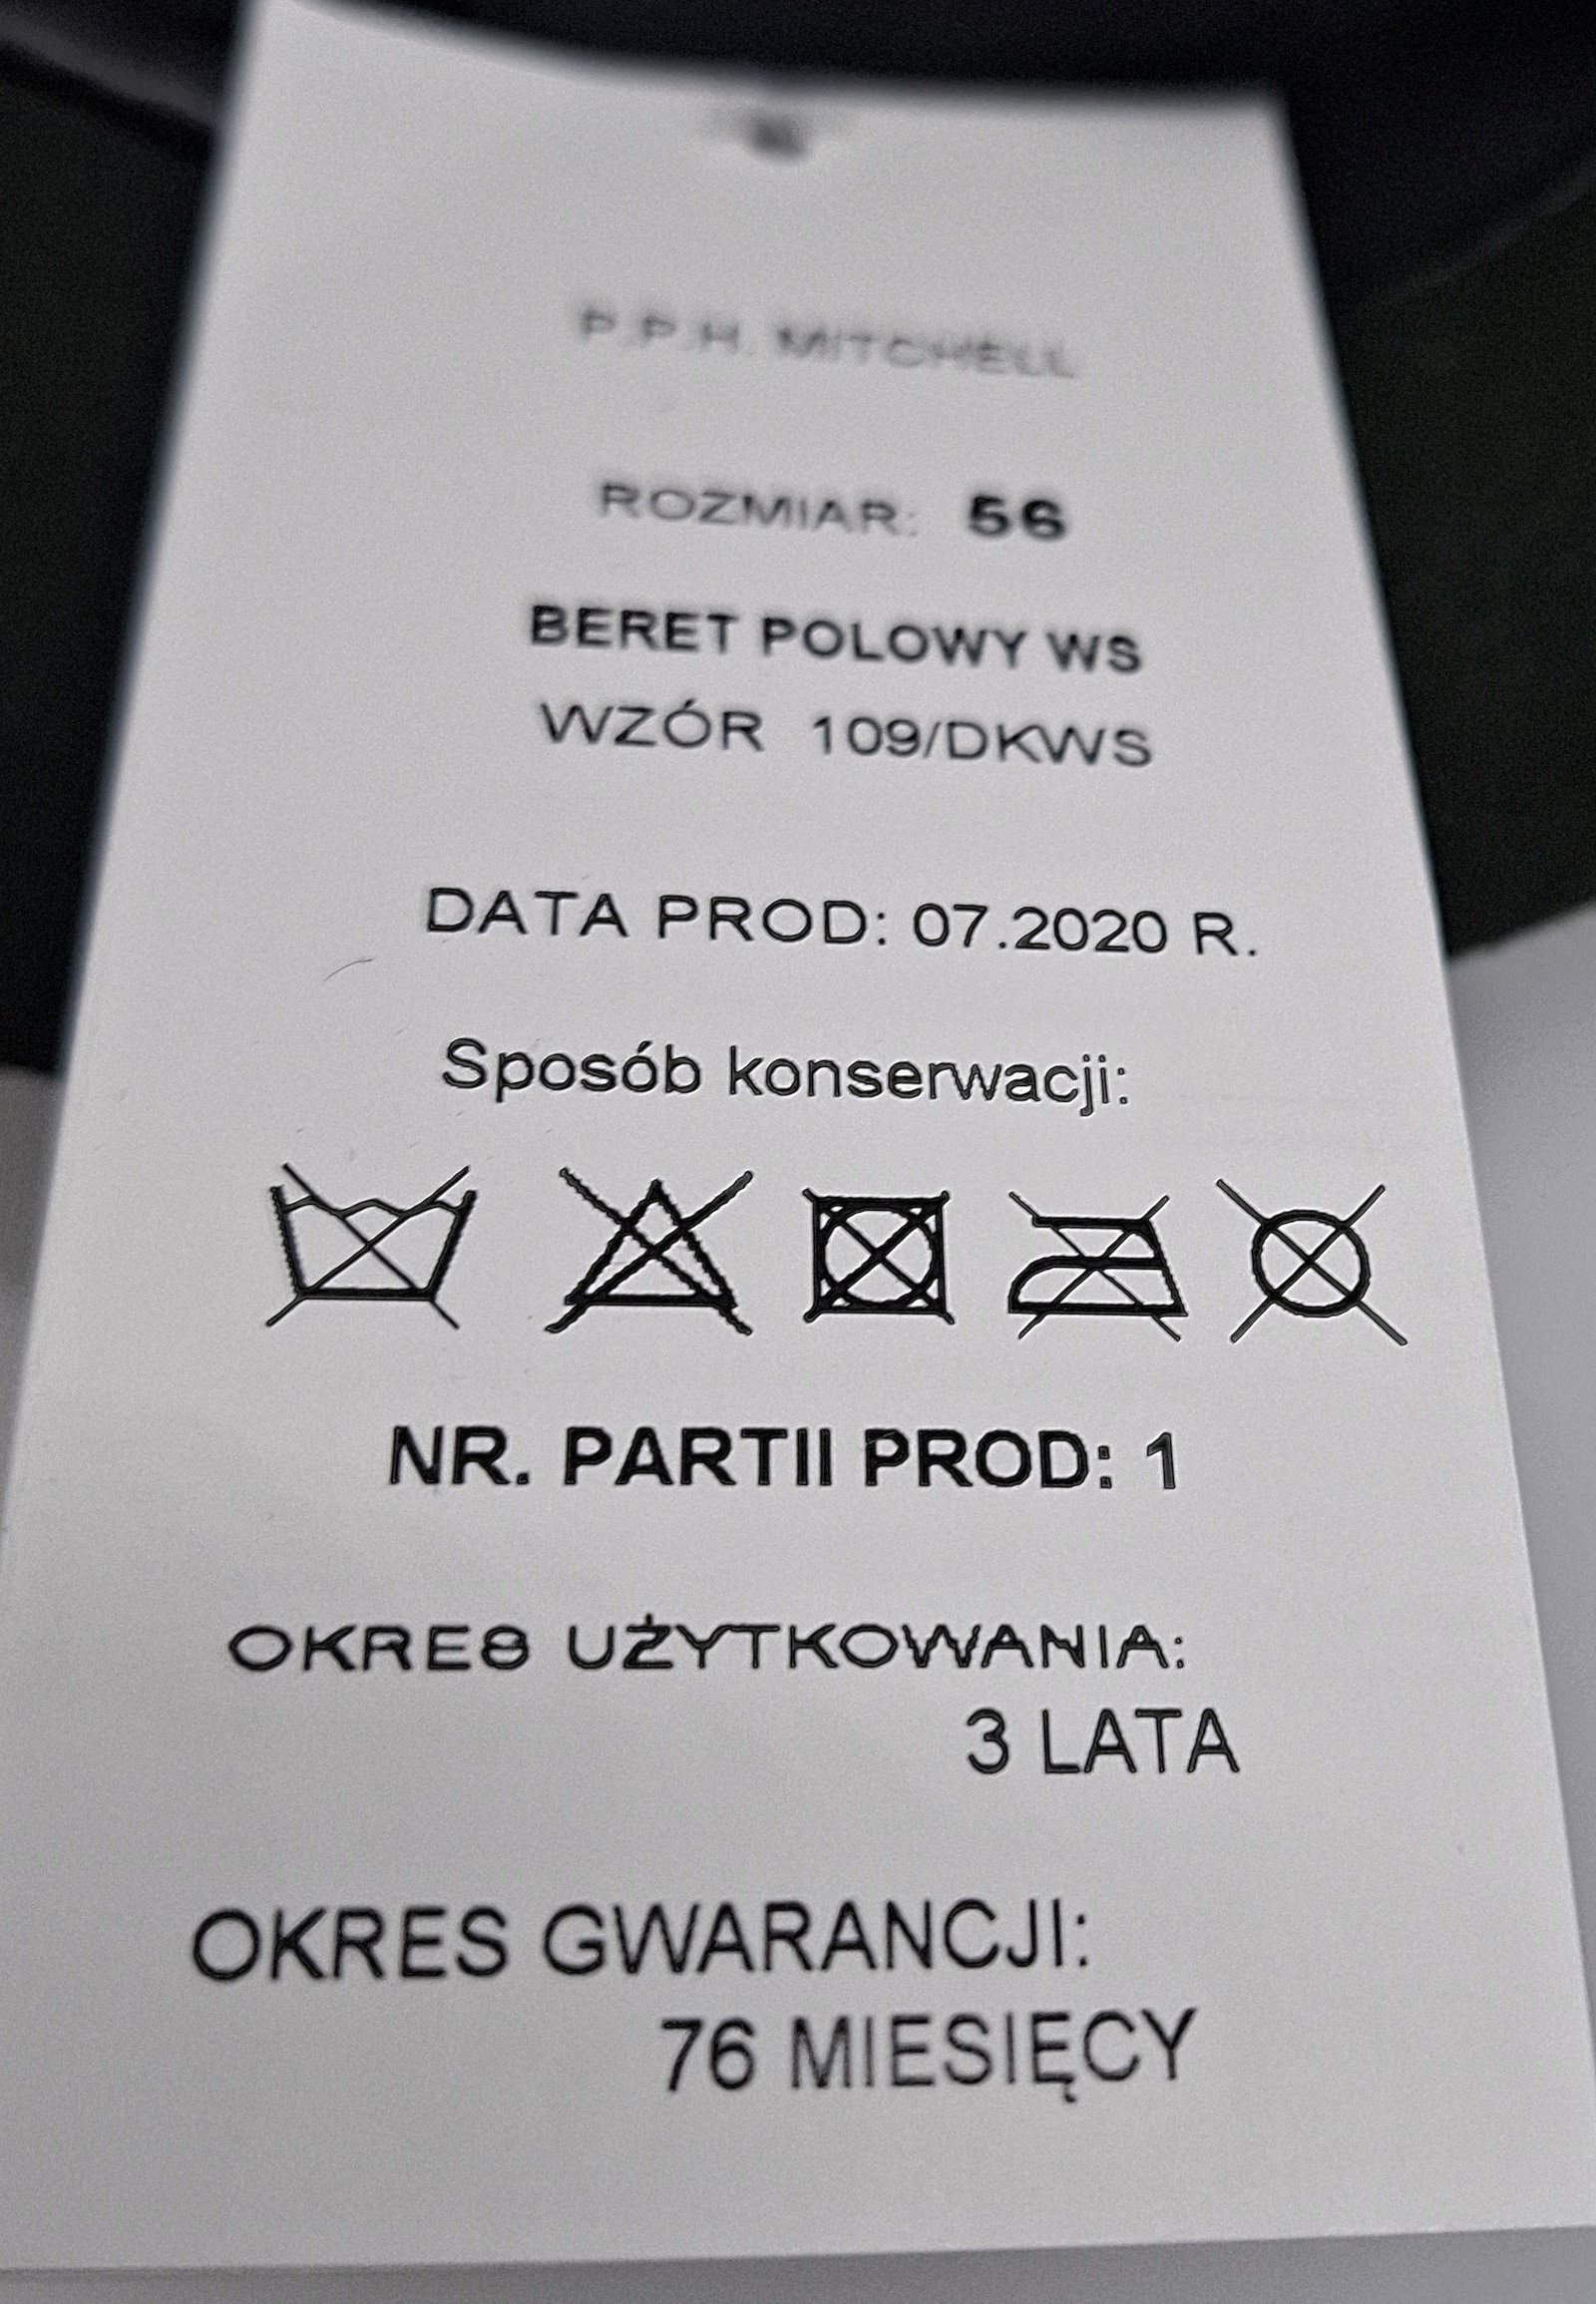 P.P.H. MITCHELL
ROZMIAR: 56
BERET POLOWY WS
WZÓR 109/DKWS
DATA PROD: 07.2020 R.
Sposób konserwacji:
NR. PARTII PROD: 1
OKRES UŻYTKOWANIA:
3 LATA
OKRES GWARANCJI:
76 MIESIĘCY